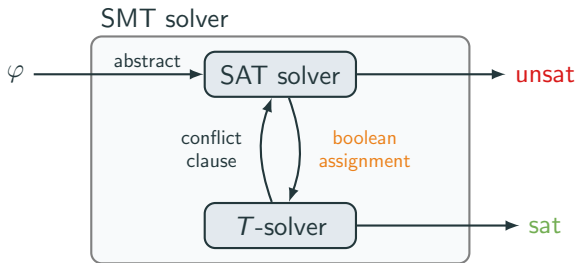 SMT solver
φ
abstract
SAT solver
unsat
conflict
clause
boolean
assignment
T-solver
sat